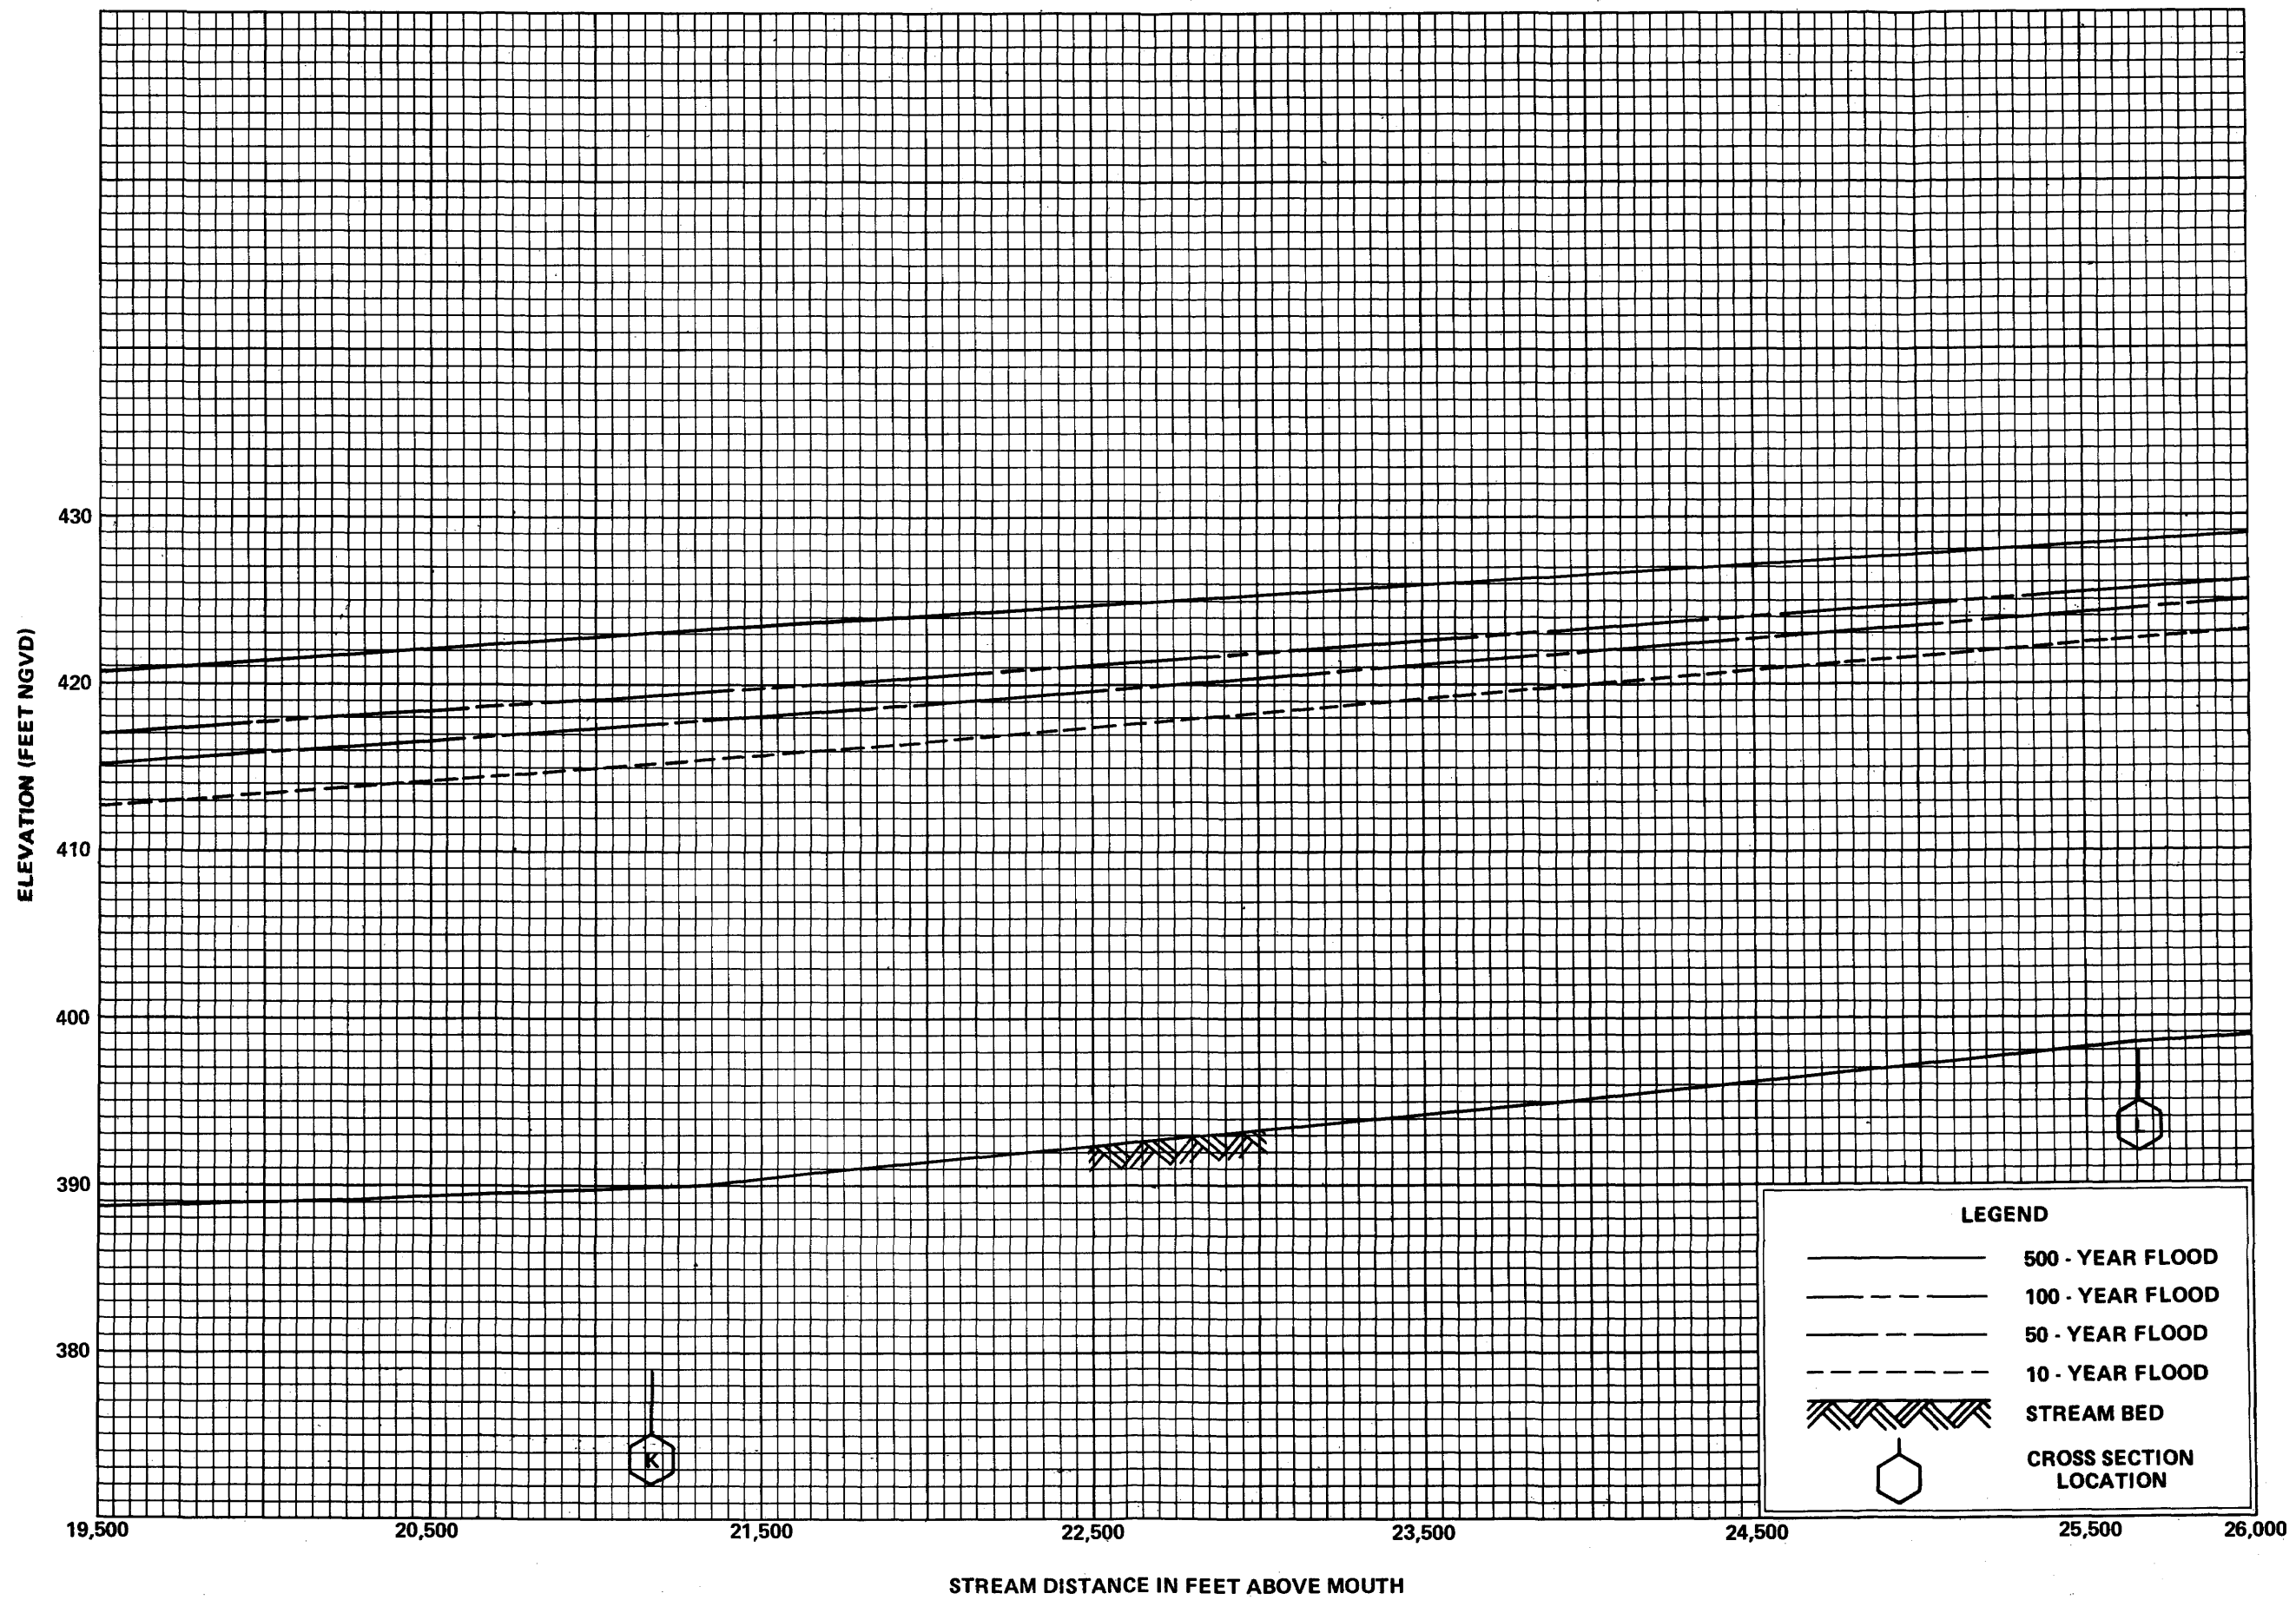 ELEVATION (FEET NGVD)
430
420
410
400
390
380
K
L
LEGEND
500 - YEAR FLOOD
100 - YEAR FLOOD
50 - YEAR FLOOD
10 - YEAR FLOOD
STREAM BED
CROSS SECTION
LOCATION
19,500
20,500
21,500
22,500
23,500
24,500
25,500
26,000
STREAM DISTANCE IN FEET ABOVE MOUTH